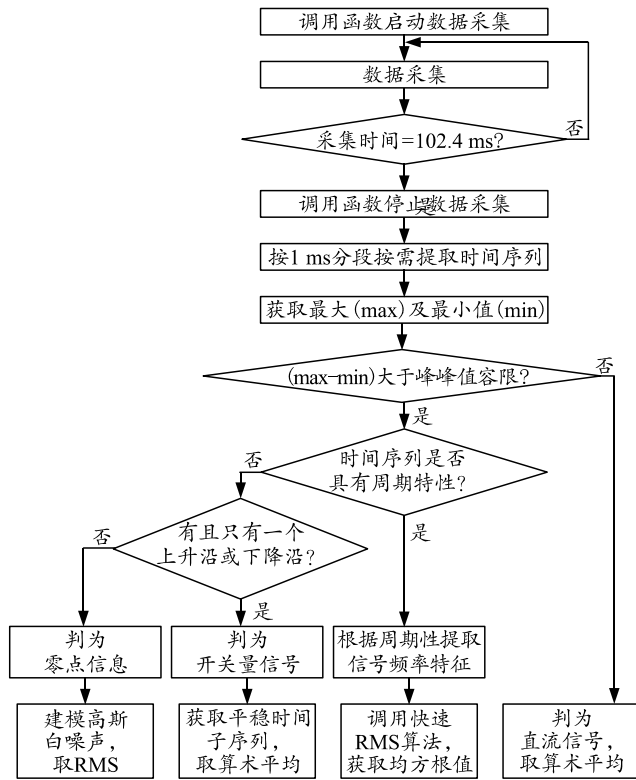 调用函数启动数据采集
数据采集
采集时间=102.4 ms?
否
是
调用函数停止数据采集
按1 ms分段按需提取时间序列
获取最大(max)及最小值(min)
(max-min)大于峰峰值容限?
否
是
时间序列是否
具有周期特性?
否
是
有且只有一个
上升沿或下降沿?
否
是
判为
零点信息
判为
开关量信号
根据周期性提取
信号频率特征
建模高斯
白噪声,
取RMS
获取平稳时间
子序列,
取算术平均
调用快速
RMS算法,
获取均方根值
判为
直流信号,
取算术平均